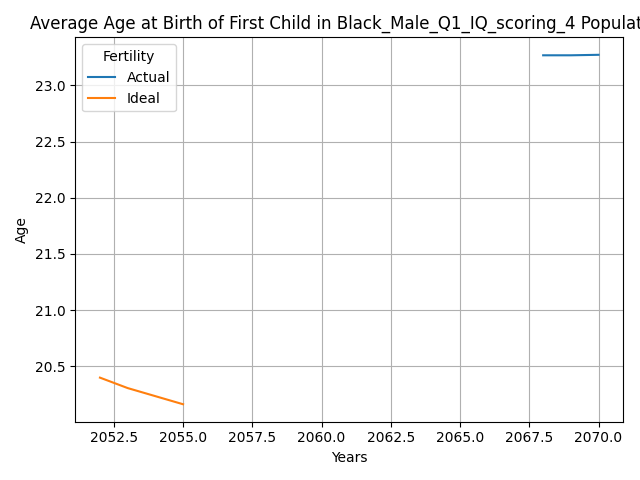 Average Age at Birth of First Child in Black_Male_Q1_IQ_scoring_4 Populat
Fertility
Actual
Ideal
23.0
22.5
22.0
21.5
21.0
20.5
Age
2052.5 2055.0 2057.5 2060.0 2062.5 2065.0 2067.5 2070.0
Years